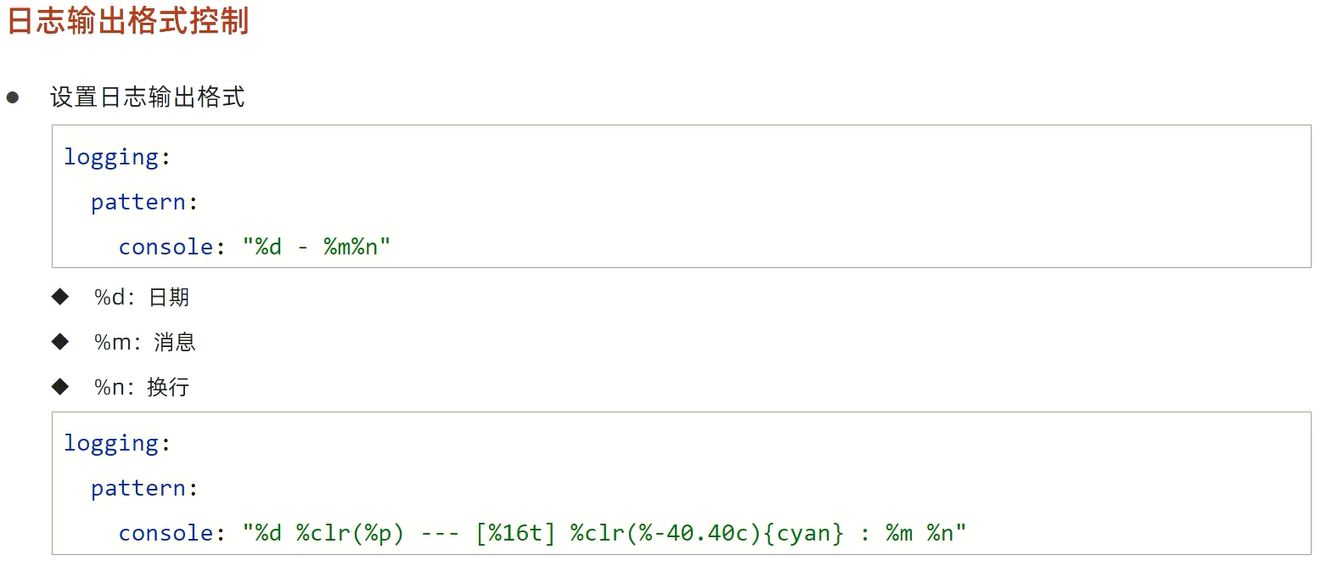 日志输出格式控制
● 设置日志输出格式
logging:
  pattern:
    console: "%d - %m%n"
◆ %d：日期
◆ %m：消息
◆ %n：换行
logging:
  pattern:
    console: "%d %clr(%p) --- [%16t] %clr(%-40.40c){cyan} : %m %n"